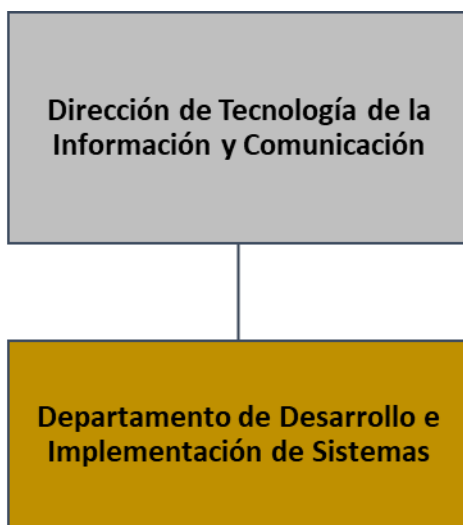 Dirección de Tecnología de la
Información y Comunicación
Departamento de Desarrollo e
Implementación de Sistemas